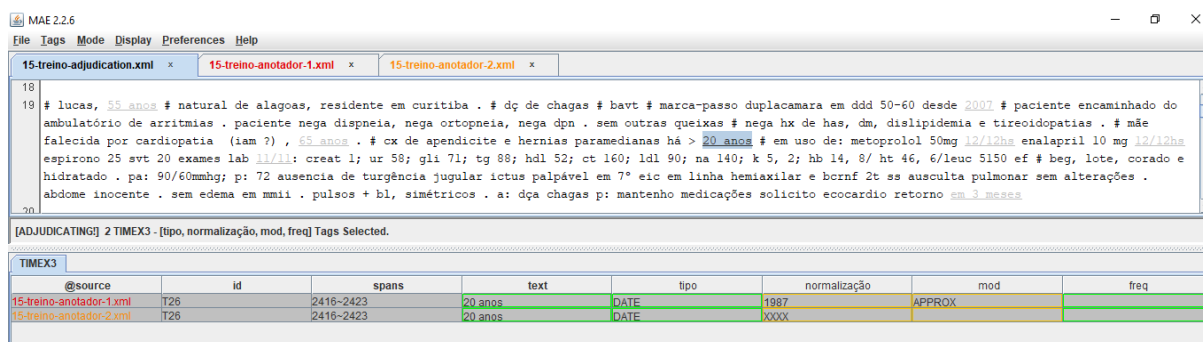 MAE 2.2.6
File Tags Mode Display Preferences Help
15-treino-adjudication.xml x 15-treino-anotador-1.xml x 15-treino-anotador-2.xml x
18
19 # lucas, 55 anos # natural de alagoas, residente em curitiba . # dç de chagas # bavt # marca-passo duplacamara em ddd 50-60 desde 2007 # paciente encaminhado do
ambulatório de arritmias . paciente nega dispneia, nega ortopneia, nega dpn . sem outras queixas # nega hx de has, dm, dislipidemia e tireoidopatias . # mãe
falecida por cardiopatia (iam ?) , 65 anos . # cx de apendicite e hernias paramedianas há > 20 anos # em uso de: metoprolol 50mg 12/12hs enalapril 10 mg 12/12hs
espirono 25 svt 20 exames lab 11/11: creat 1; ur 58; gli 71; tg 88; hdl 52; ct 160; ldl 90; na 140; k 5, 2; hb 14, 8/ ht 46, 6/leuc 5150 ef # beg, lote, corado e
hidratado . pa: 90/60mmhg; p: 72 ausencia de turgência jugular ictus palpável em 7° eic em linha hemiaxilar e bcrnf 2t ss ausculta pulmonar sem alterações .
abdome inocente . sem edema em mmii . pulsos + bl, simétricos . a: dça chagas p: mantenho medicações solicito ecocardio retorno em 3 meses
20
[ADJUDICATING!] 2 TIMEX3 - [tipo, normalização, mod, freq] Tags Selected.
TIMEX3
@source id spans text tipo normalização mod freq
15-treino-anotador-1.xml T26 2416~2423 20 anos DATE 1987 APPROX
15-treino-anotador-2.xml T26 2416~2423 20 anos DATE XXXX